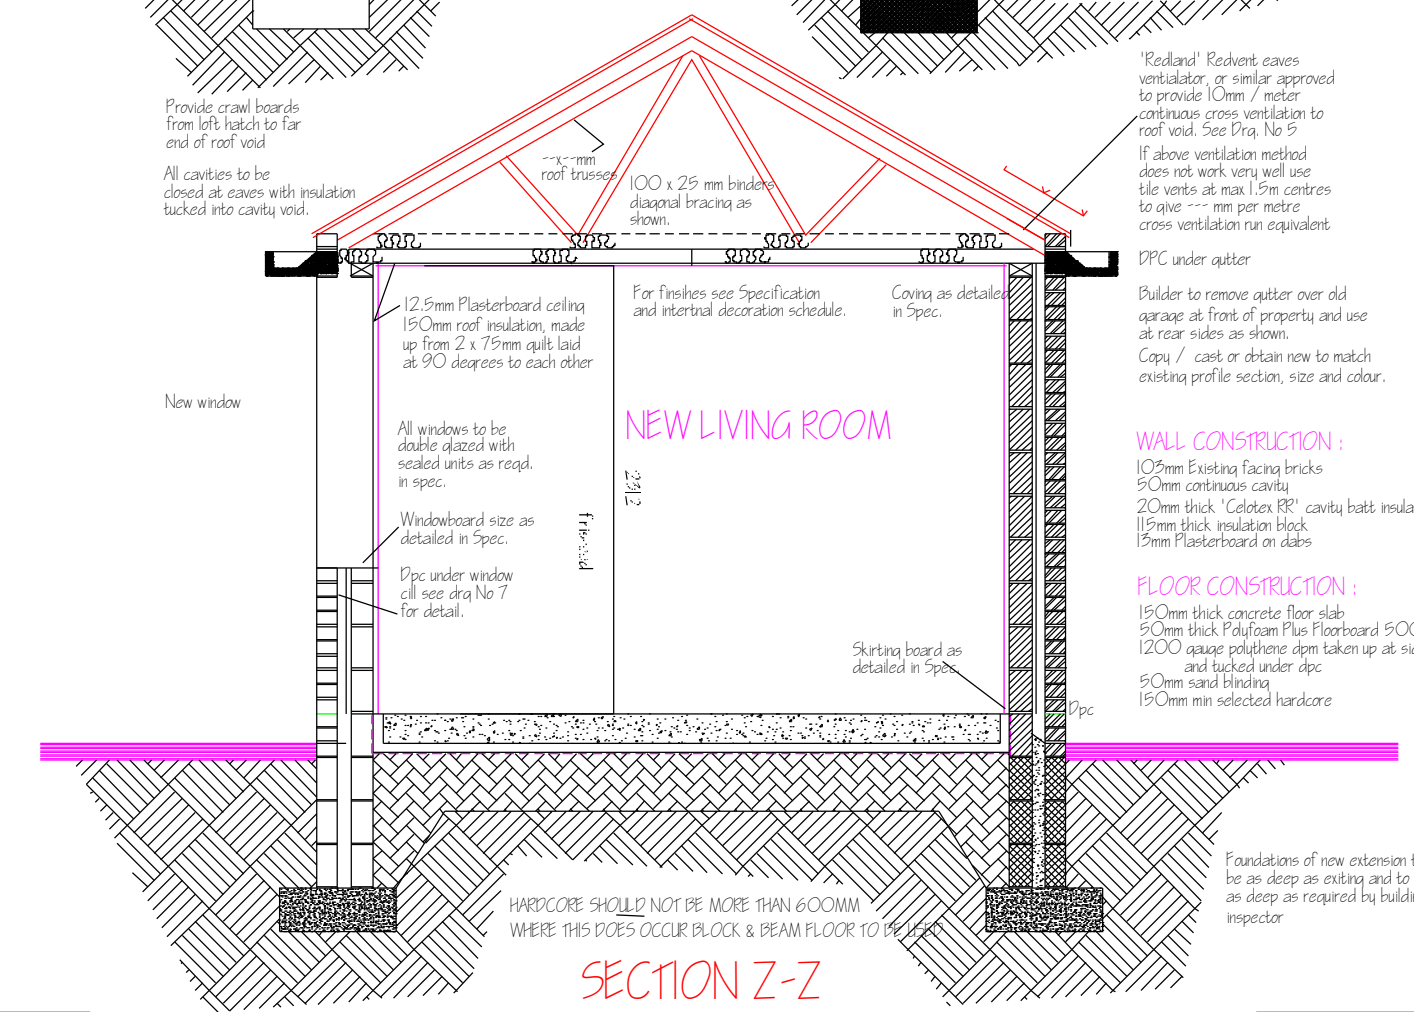 Provide crawl boards
from loft hatch to far
end of roof void
All cavities to be
closed at eaves with insulation
tucked into cavity void.
--x--mm
roof trusses
100 x 25 mm binders
diagonal bracing as
shown.
'Redland' Redvent eaves
ventialator, or similar approved
to provide 10mm / meter
continuous cross ventilation to
roof void. See Drg. No 5
If above ventilation method
does not work very well use
tile vents at max 1.5m centres
to give --- mm per metre
cross ventilation run equivalent
DPC under gutter
Builder to remove gutter over old
garage at front of property and use
at rear sides as shown.
Copy / cast or obtain new to match
existing profile section, size and colour.
12.5mm Plasterboard ceiling
150mm roof insulation, made
up from 2 x 75mm quilt laid
at 90 degrees to each other
For finsihes see Specification
and intertnal decoration schedule.
Coving as detailed
in Spec.
New window
All windows to be
double glazed with
sealed units as reqd.
in spec.
NEW LIVING ROOM
2312
Windowboard size as
detailed in Spec.
Dpc under window
cill see drg No 7
for detail.
WALL CONSTRUCTION :
103mm Existing facing bricks
50mm continuous cavity
20mm thick 'Celotex RR' cavity batt insula
115mm thick insulation block
13mm Plasterboard on dabs
FLOOR CONSTRUCTION :
150mm thick concrete floor slab
50mm thick Polyfoam Plus Floorboard 500
1200 gauge polythene dpm taken up at si
and tucked under dpc
50mm sand blinding
150mm min selected hardcore
Skirting board as
detailed in Spec.
Dpc
Foundations of new extension t
be as deep as exiting and to
as deep as required by buildi
inspector
HARDCORE SHOULD NOT BE MORE THAN 600MM
WHERE THIS DOES OCCUR BLOCK & BEAM FLOOR TO BE USED
SECTION Z-Z